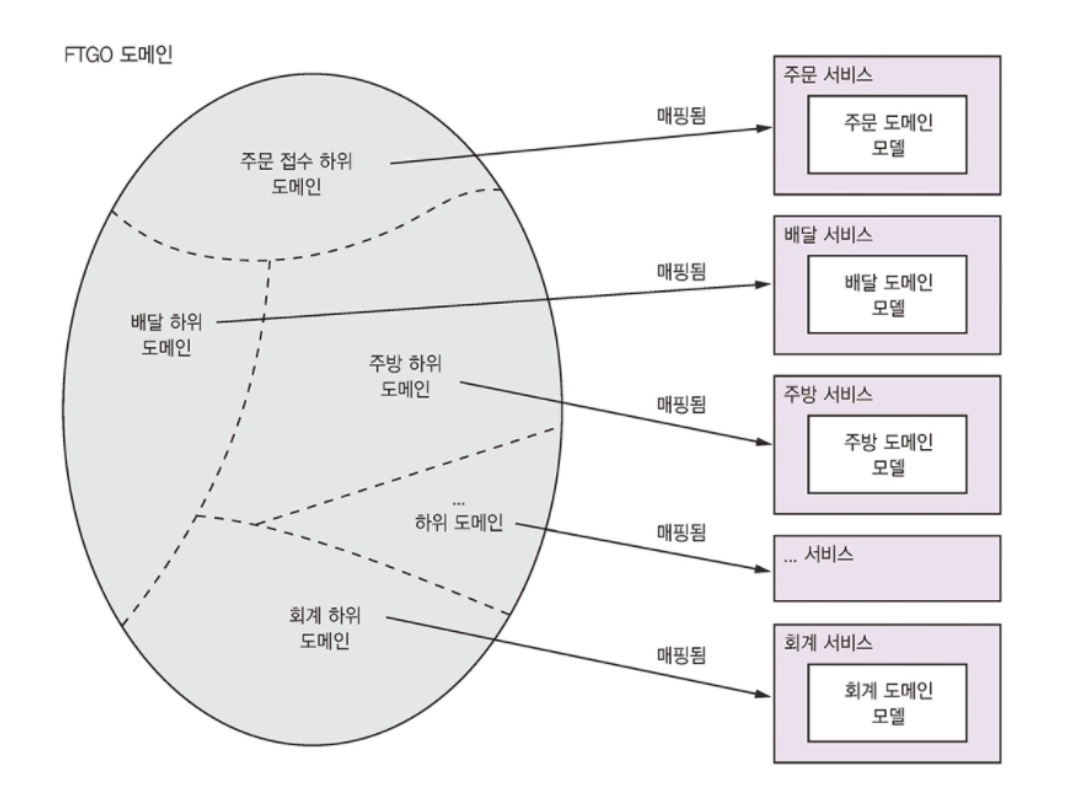 FTGO 도메인
주문 접수 하위
도메인
매핑됨
주문 서비스
주문 도메인
모델
배달 하위
도메인
매핑됨
배달 서비스
배달 도메인
모델
주방 하위
도메인
매핑됨
주방 서비스
주방 도메인
모델
...
하위 도메인
매핑됨
... 서비스
회계 하위
도메인
매핑됨
회계 서비스
회계 도메인
모델